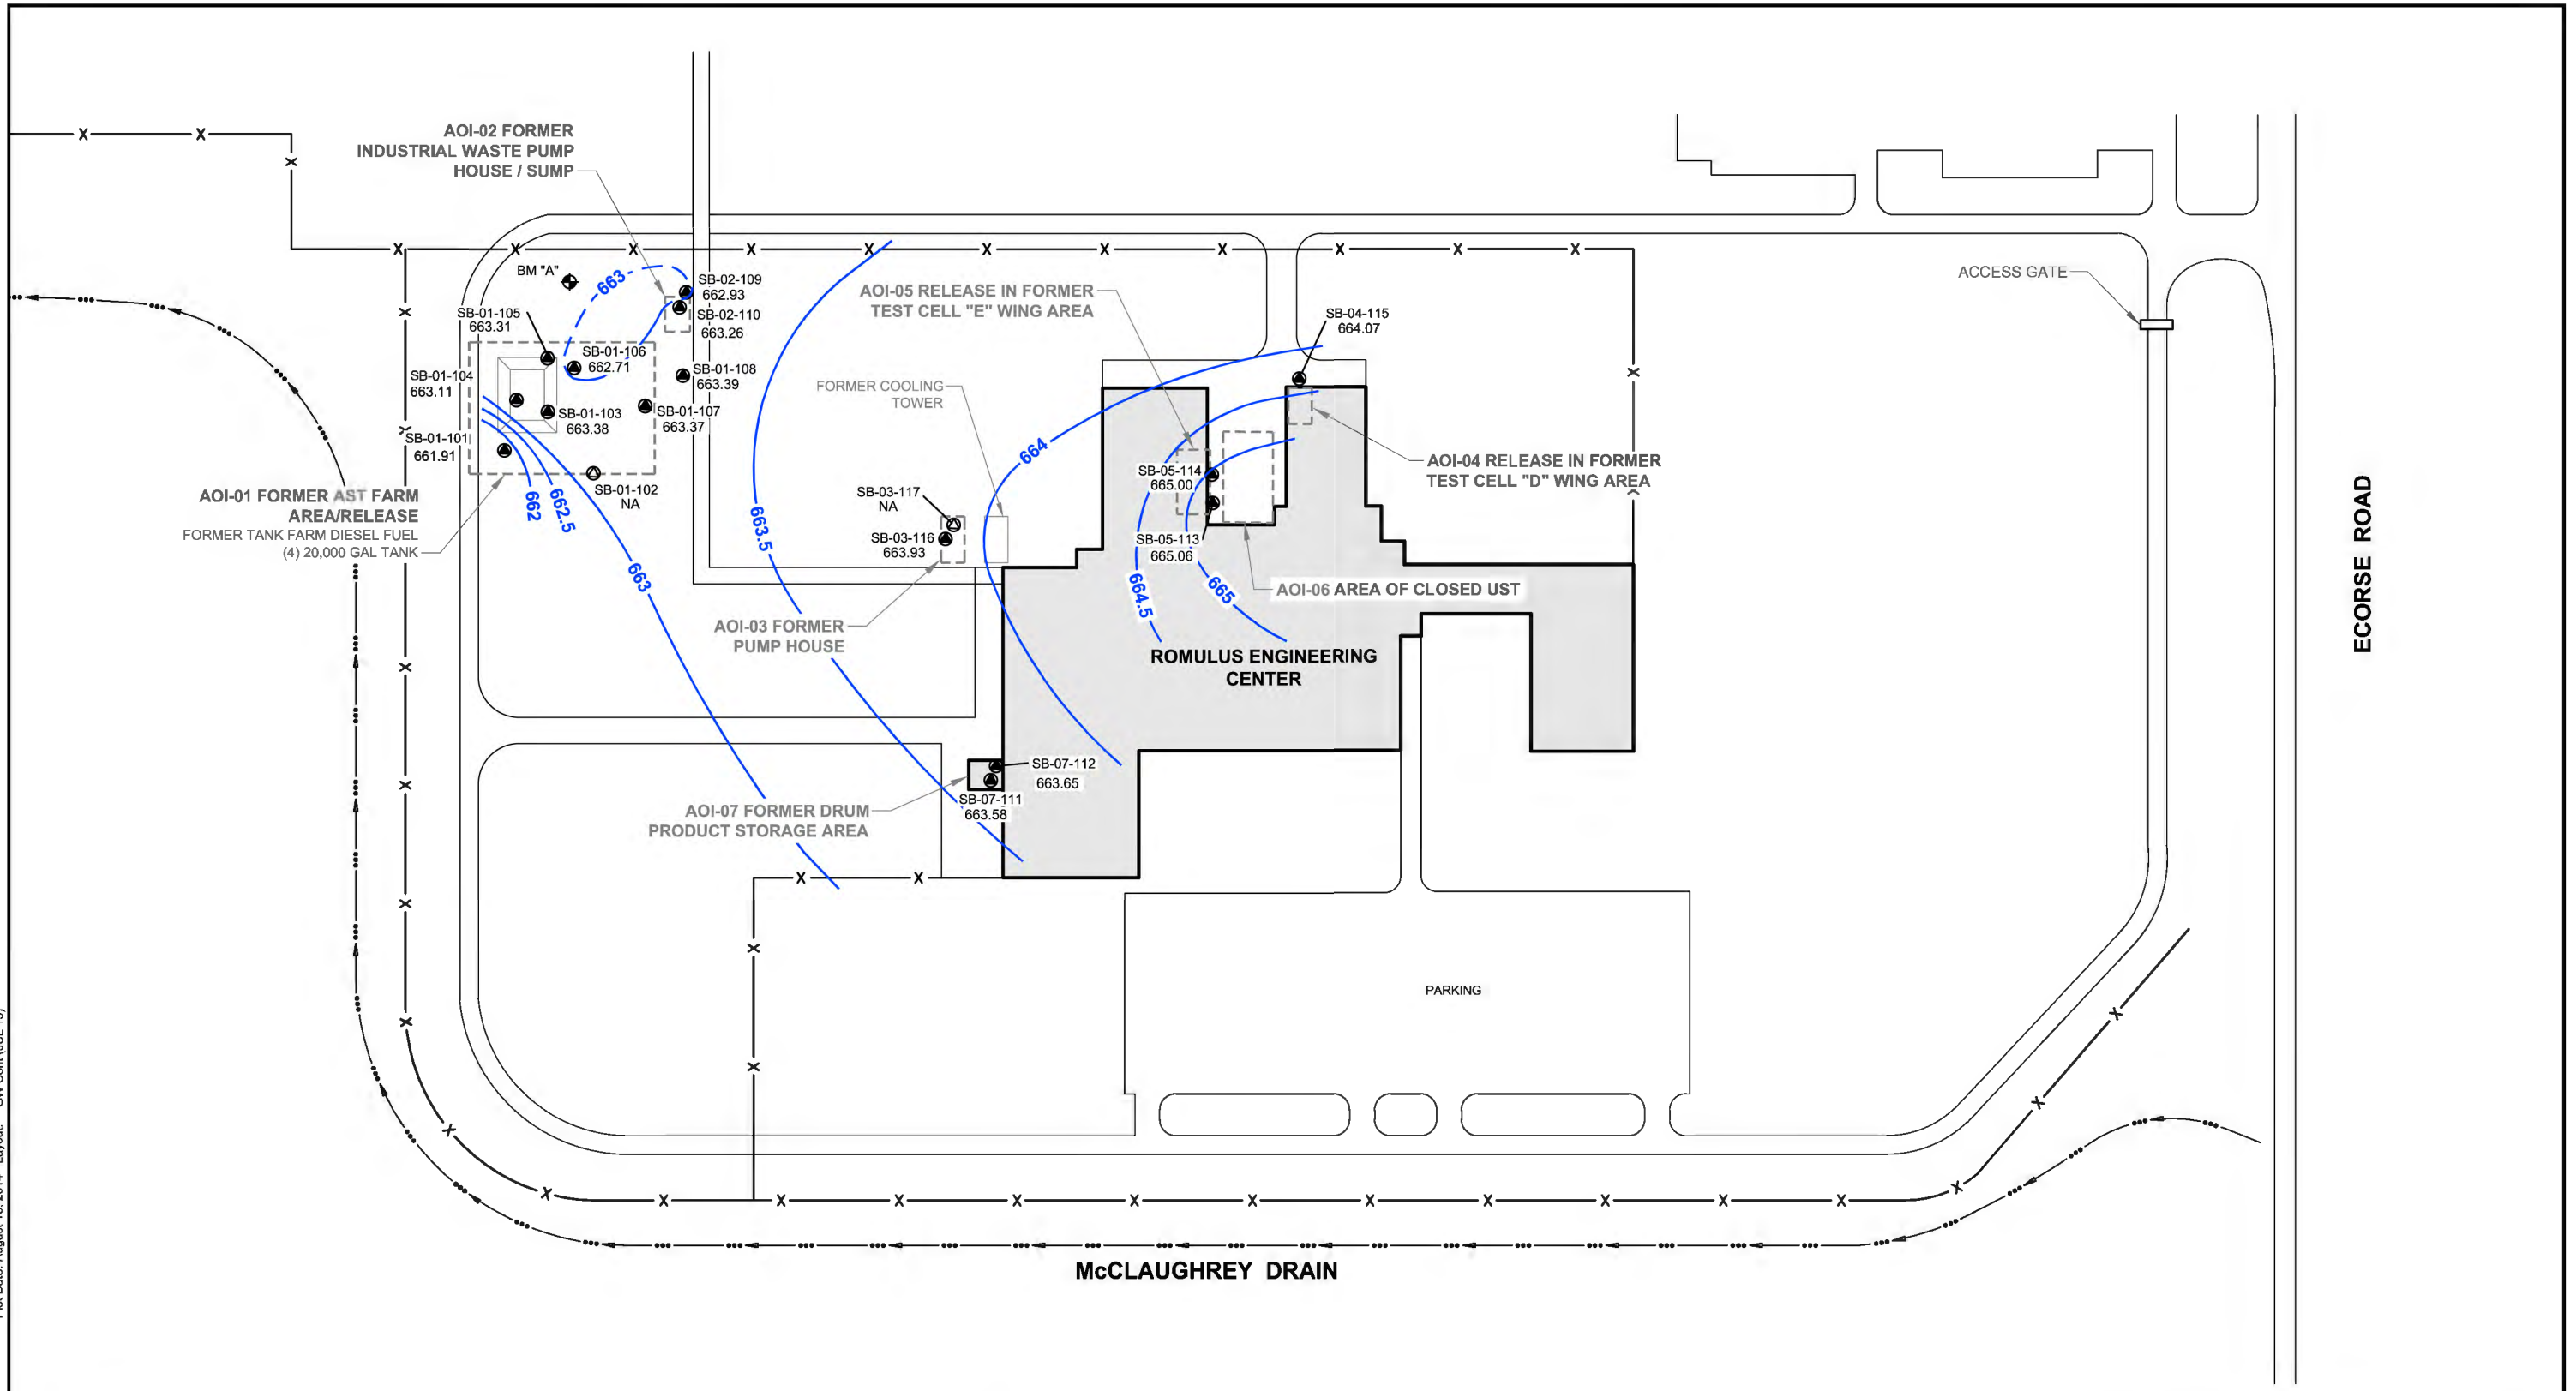 AOI-02 FORMER
INDUSTRIAL WASTE PUMP
HOUSE / SUMP
BM "A"
663
SB-02-109
662.93
SB-02-110
663.26
SB-01-105
663.31
SB-01-106
662.71
SB-01-104
663.11
SB-01-108
663.39
SB-01-103
663.38
SB-01-107
663.37
SB-01-101
661.91
SB-01-102
NA
AOI-01 FORMER AST FARM
AREA/RELEASE
FORMER TANK FARM DIESEL FUEL
(4) 20,000 GAL TANK
662
662.5
663
663.5
AOI-05 RELEASE IN FORMER
TEST CELL "E" WING AREA
FORMER COOLING
TOWER
664
SB-04-115
664.07
ACCESS GATE
SB-03-117
NA
SB-03-116
663.93
SB-05-114
665.00
SB-05-113
665.06
AOI-04 RELEASE IN FORMER
TEST CELL "D" WING AREA
664.5
665
AOI-06 AREA OF CLOSED UST
AOI-03 FORMER
PUMP HOUSE
ROMULUS ENGINEERING
CENTER
ECORSE ROAD
SB-07-112
663.65
SB-07-111
663.58
AOI-07 FORMER DRUM
PRODUCT STORAGE AREA
PARKING
McCLAUGHREY DRAIN